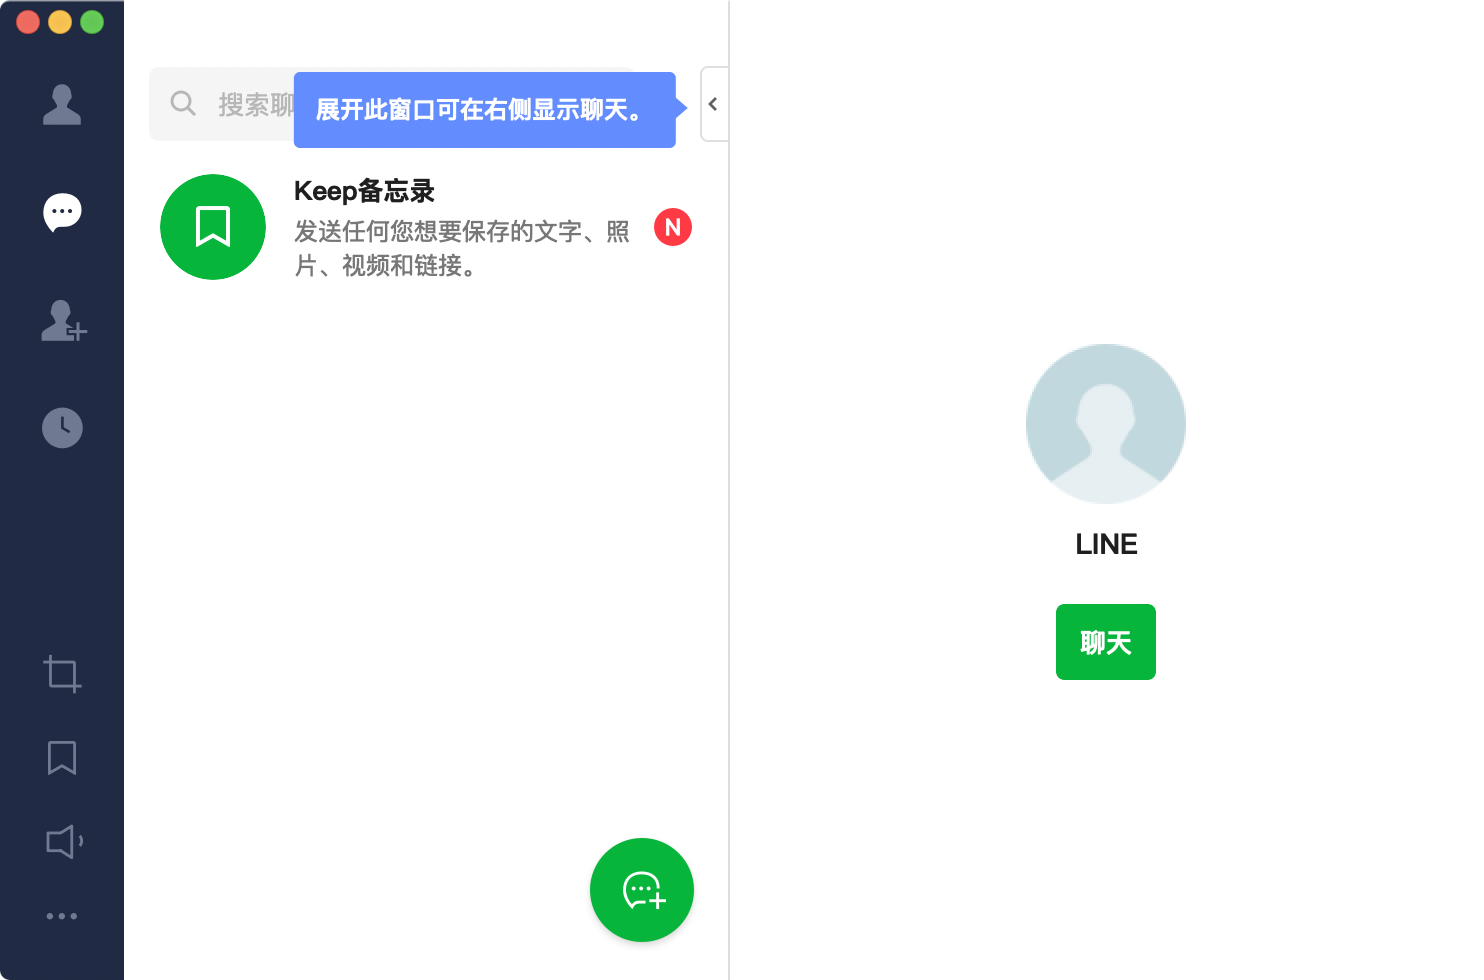 搜索聊
展开此窗口可在右侧显示聊天。
Keep备忘录
发送任何您想要保存的文字、照
片、视频和链接。
N
LINE
聊天